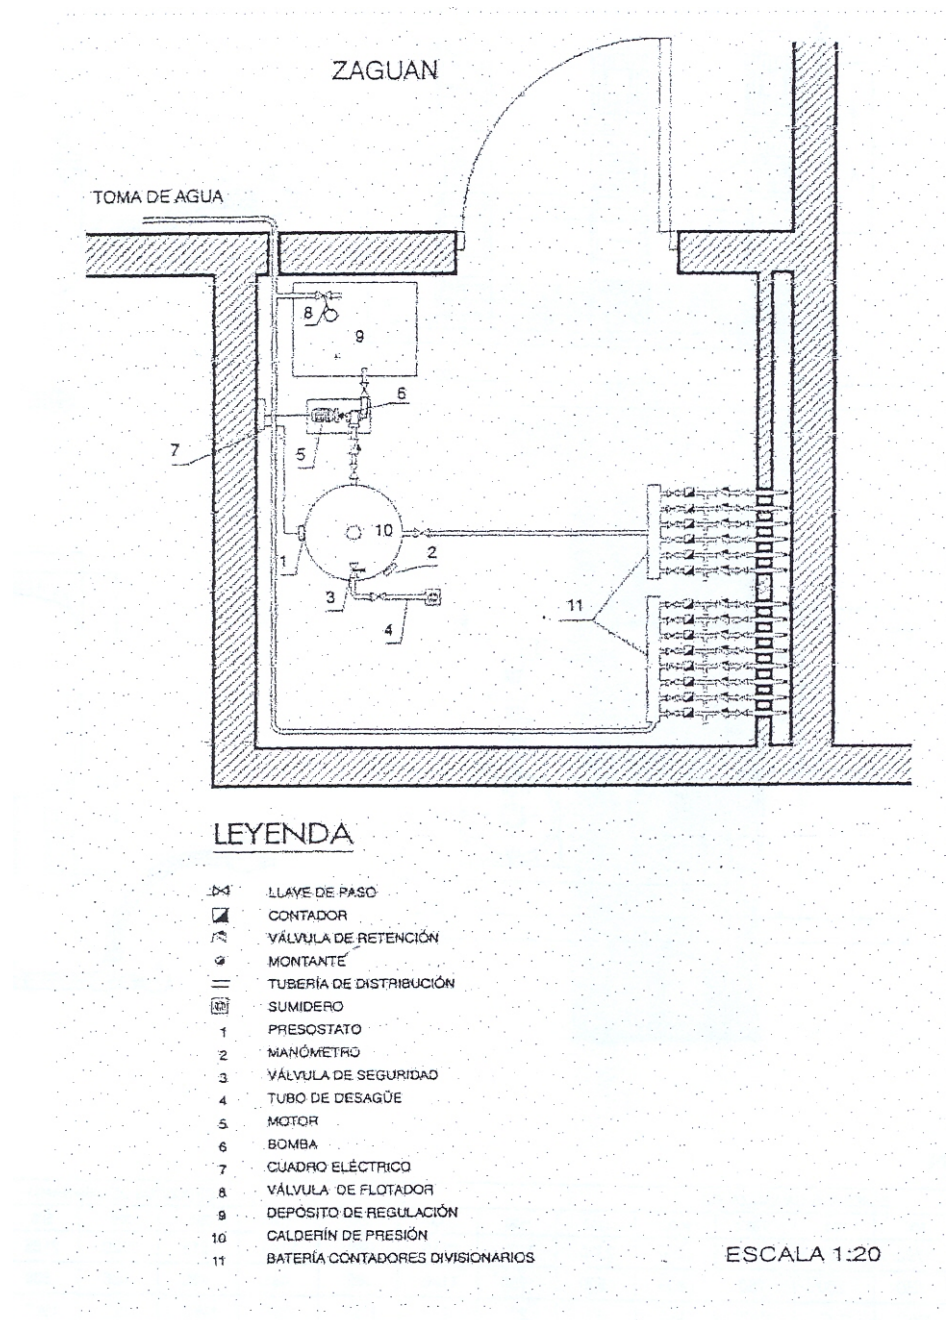 ZAGUAN
TOMA DE AGUA
8
9
6
7
5
10
1
2
3
11
4
LEYENDA
LLAVE DE PASO
CONTADOR
VÁLVULA DE RETENCIÓN
MONTANTE
TUBERÍA DE DISTRIBUCIÓN
SUMIDERO
1 PRESOSTATO
2 MANÓMETRO
3 VÁLVULA DE SEGURIDAD
4 TUBO DE DESAGÜE
5 MOTOR
6 BOMBA
7 CUADRO ELÉCTRICO
8 VÁLVULA DE FLOTADOR
9 DEPÓSITO DE REGULACIÓN
10 CALDERÍN DE PRESIÓN
11 BATERÍA CONTADORES DIVISIONARIOS
ESCALA 1:20